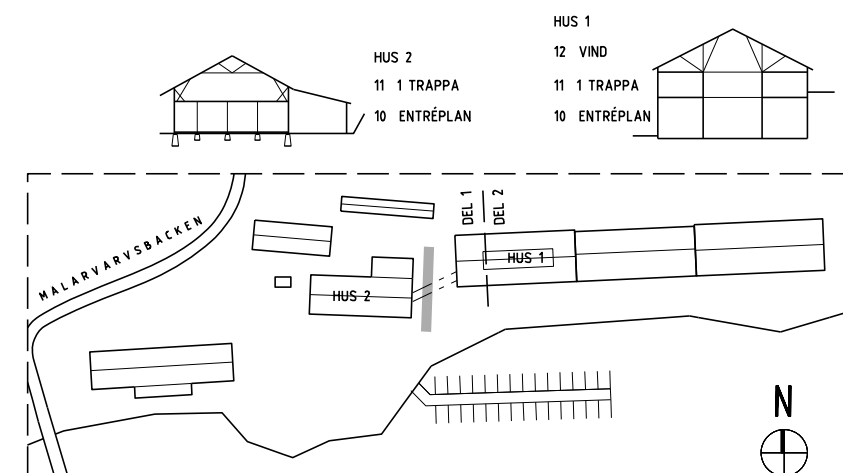 HUS 1
HUS 2
12 VIND
11 1 TRAPPA
11 1 TRAPPA
10 ENTRÉPLAN
10 ENTRÉPLAN
DEL 1
DEL 2
MALARVARVSBACKEN
HUS 1
HUS 2
N